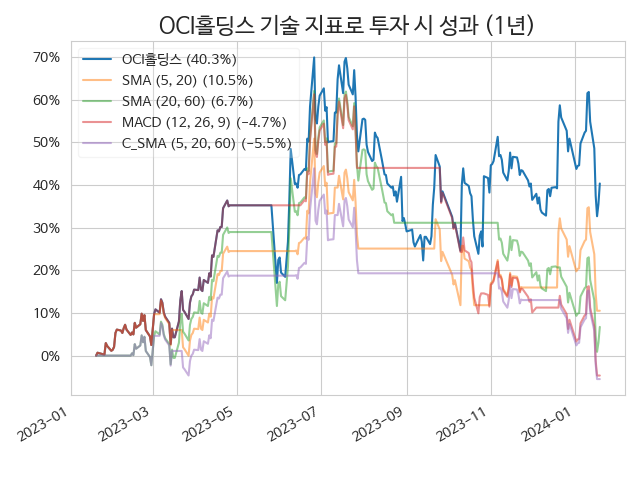 OCI홀딩스 기술 지표로 투자 시 성과 (1년)
70%
60%
50%
40%
30%
20%
10%
0%
OCI홀딩스 (40.3%)
SMA (5, 20) (10.5%)
SMA (20, 60) (6.7%)
MACD (12, 26, 9) (−4.7%)
C_SMA (5, 20, 60) (−5.5%)
2023−01
2023−03
2023−05
2023−07
2023−09
2023−11
2024−01